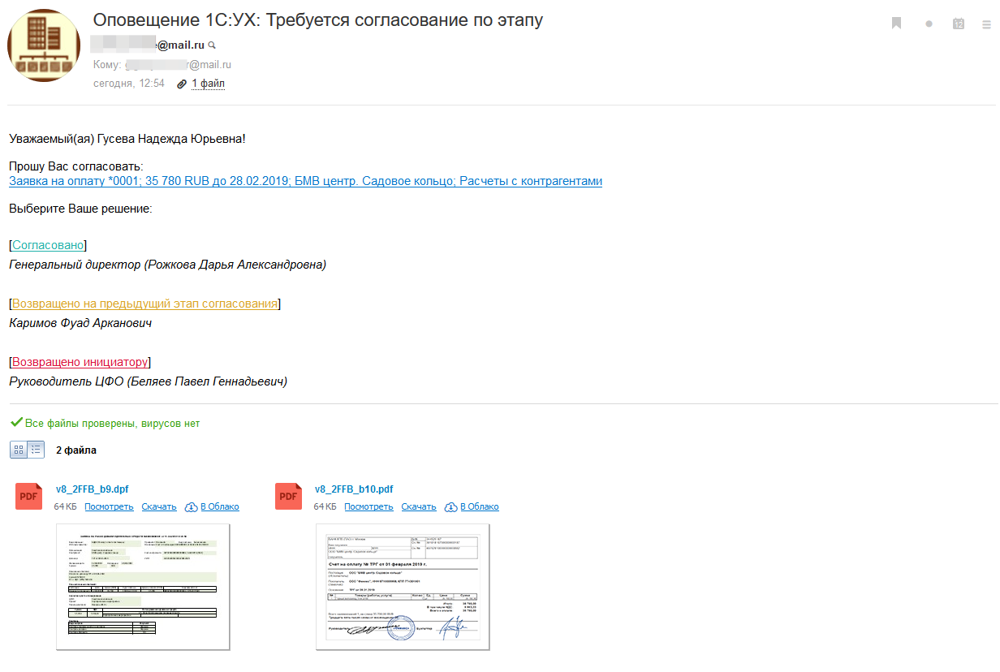 Оповещение 1С:УХ: Требуется согласование по этапу
@mail.ru
12
Кому: r@mail.ru
сегодня, 12:54 1 файл
Уважаемый(ая) Гусева Надежда Юрьевна!
Прошу Вас согласовать:
Заявка на оплату *0001; 35 780 RUB до 28.02.2019; БМВ центр. Садовое кольцо; Расчеты с контрагентами
Выберите Ваше решение:
[Согласовано]
Генеральный директор (Рожкова Дарья Александровна)
[Возвращено на предыдущий этап согласования]
Каримов Фуад Арканович
[Возвращено инициатору]
Руководитель ЦФО (Беляев Павел Геннадьевич)
Все файлы проверены, вирусов нет
2 файла
PDF v8_2FFB_b9.dpf
64 КБ Посмотреть Скачать В Облако
PDF v8_2FFB_b10.pdf
64 КБ Посмотреть Скачать В Облако
Счет на оплату № ТРГ от 01 февраля 2019 г.